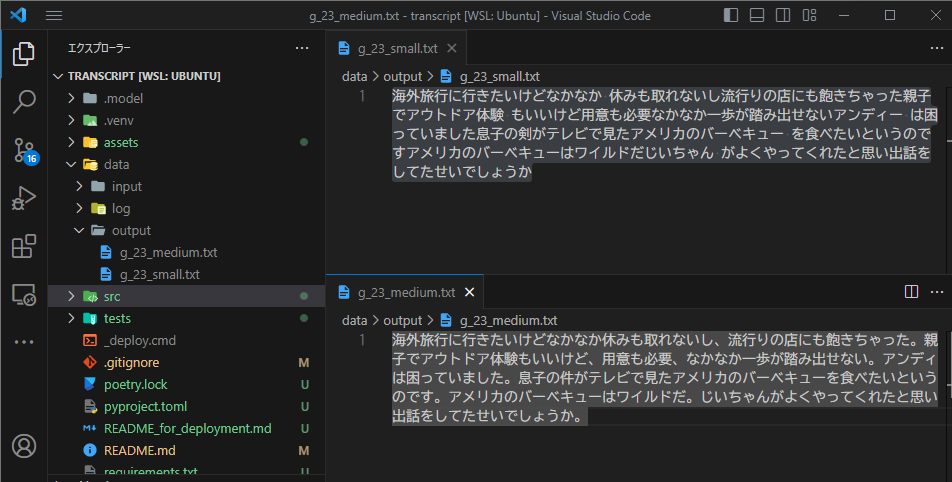 g_23_medium.txt - transcript [WSL: Ubuntu] - Visual Studio Code
エクスプローラー
TRANSCRIPT [WSL: UBUNTU]
.model
.venv
assets
data
input
log
output
g_23_medium.txt
g_23_small.txt
src
tests
_deploy.cmd
.gitignore M
poetry.lock U
pyproject.toml U
README_for_deployment.md U
README.md M
requirements.txt U
16
g_23_small.txt
data > output > g_23_small.txt
1
海外旅行に行きたいけどなかなか 休みも取れないし流行りの店にも飽きちゃった親子
でアウトドア体験 もいいけど用意も必要なかなか一歩が踏み出せないアンディー は困
っていました息子の剣がテレビで見たアメリカのバーベキュー を食べたいというので
すアメリカのバーベキューはワイルドだじいちゃん がよくやってくれたと思い出話を
してたせいでしょうか
g_23_medium.txt
data > output > g_23_medium.txt
1
海外旅行に行きたいけどなかなか休みも取れないし、流行りの店にも飽きちゃった。親
子でアウトドア体験もいいけど、用意も必要、なかなか一歩が踏み出せない。アンディ
は困っていました。息子の件がテレビで見たアメリカのバーベキューを食べたいという
のです。アメリカのバーベキューはワイルドだ。じいちゃんがよくやってくれたと思い
出話をしてたせいでしょうか。